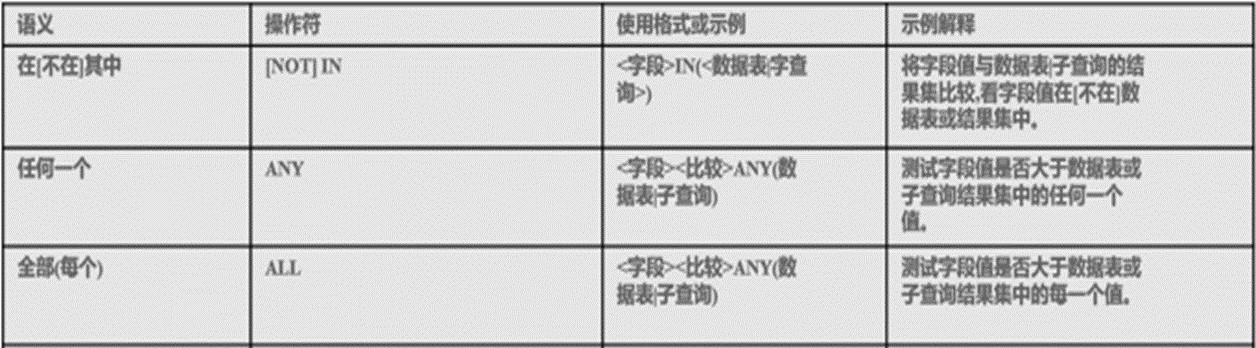 语义 操作符 使用格式或示例 示例解释
在[不在]其中 [NOT] IN <字段>IN(<数据表|字查 将字段值与数据表|子查询的结
询>) 果集比较,看字段值在[不在]数
据表或结果集中。
任何一个 ANY <字段><比较>ANY(数 测试字段值是否大于数据表或
据表|子查询) 子查询结果集中的任何一个
值。
全部(每个) ALL <字段><比较>ANY(数 测试字段值是否大于数据表或
据表|子查询) 子查询结果集中的每一个值。